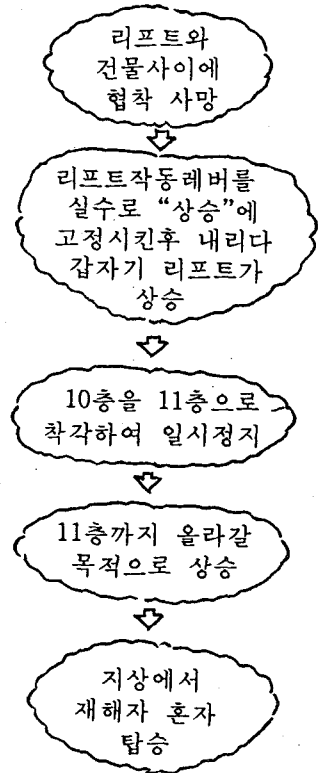 리프트와
건물사이에
협착 사망
리프트작동레버를
실수로 “상승”에
고정시킨후 내리다
갑자기 리프트가
상승
10층을 11층으로
착각하여 일시정지
11층까지 올라갈
목적으로 상승
지상에서
재해자 혼자
탑승